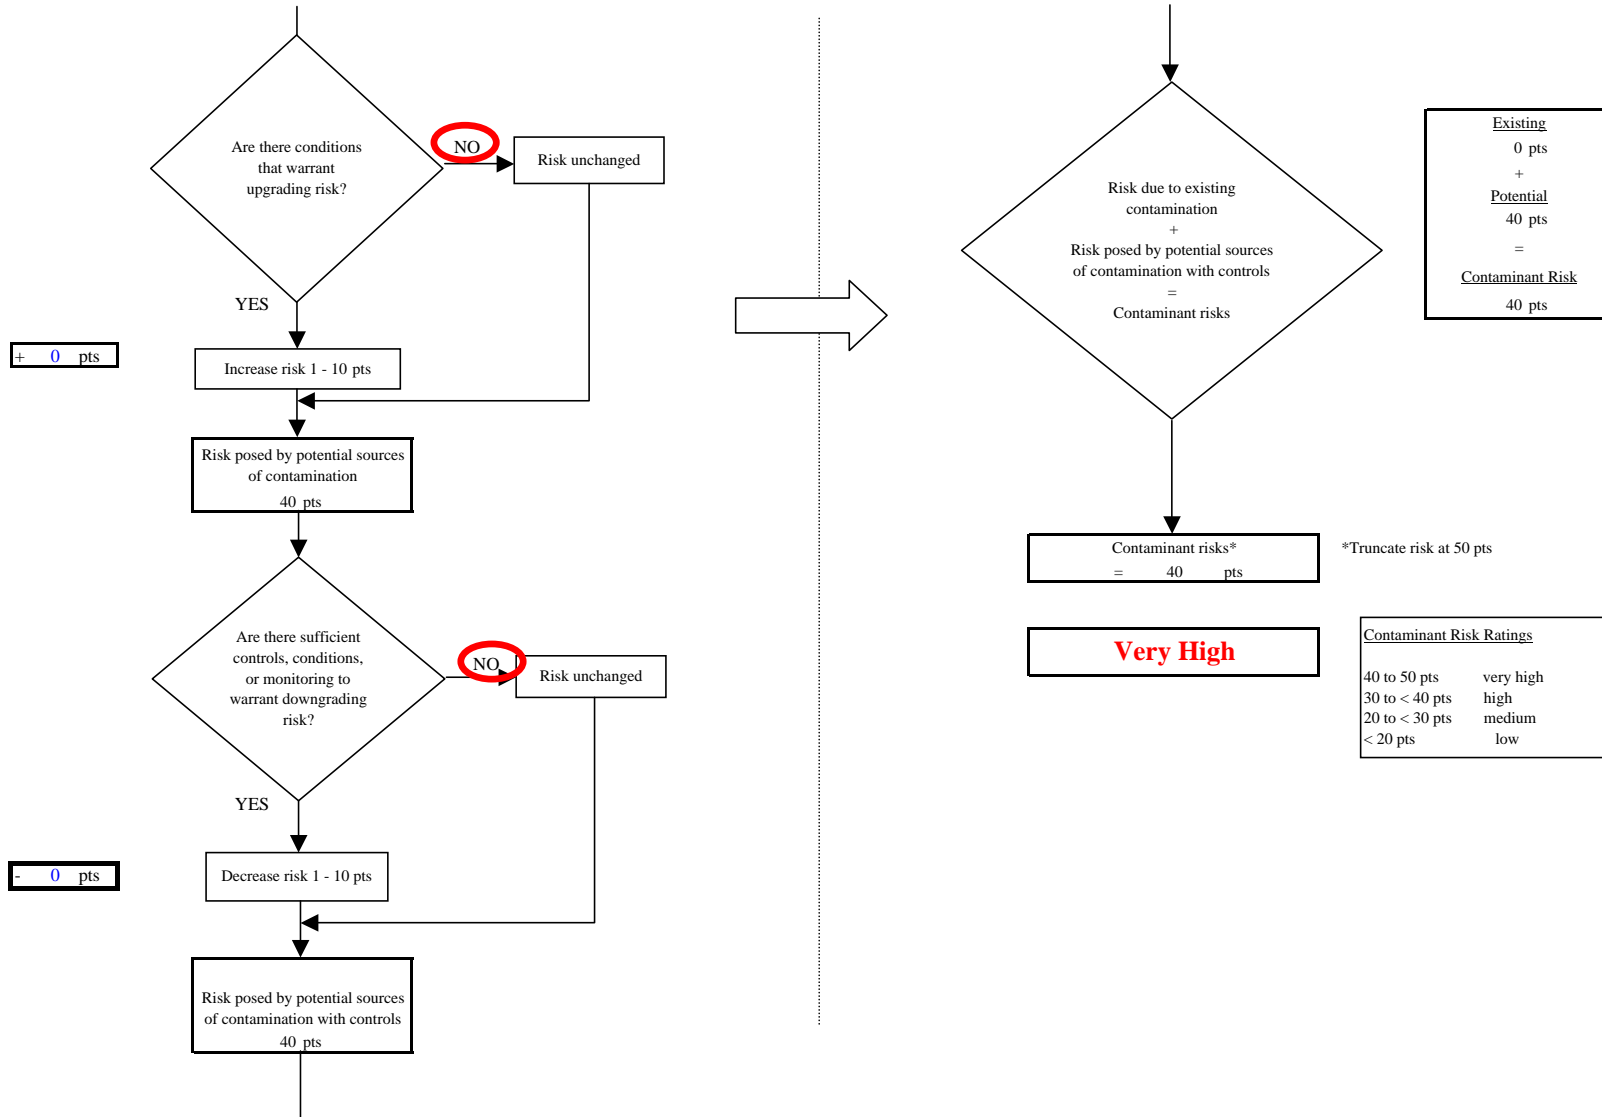 Are there conditions
that warrant
upgrading risk?
NO
Risk unchanged
YES
+ 0 pts
Increase risk 1 - 10 pts
Risk posed by potential sources
of contamination
40 pts
Are there sufficient
controls, conditions,
or monitoring to
warrant downgrading
risk?
NO
Risk unchanged
YES
- 0 pts
Decrease risk 1 - 10 pts
Risk posed by potential sources
of contamination with controls
40 pts
Risk due to existing
contamination
+
Risk posed by potential sources
of contamination with controls
=
Contaminant risks
Existing
0 pts
+
Potential
40 pts
=
Contaminant Risk
40 pts
Contaminant risks*
= 40 pts
*Truncate risk at 50 pts
Very High
Contaminant Risk Ratings
40 to 50 pts very high
30 to < 40 pts high
20 to < 30 pts medium
< 20 pts low